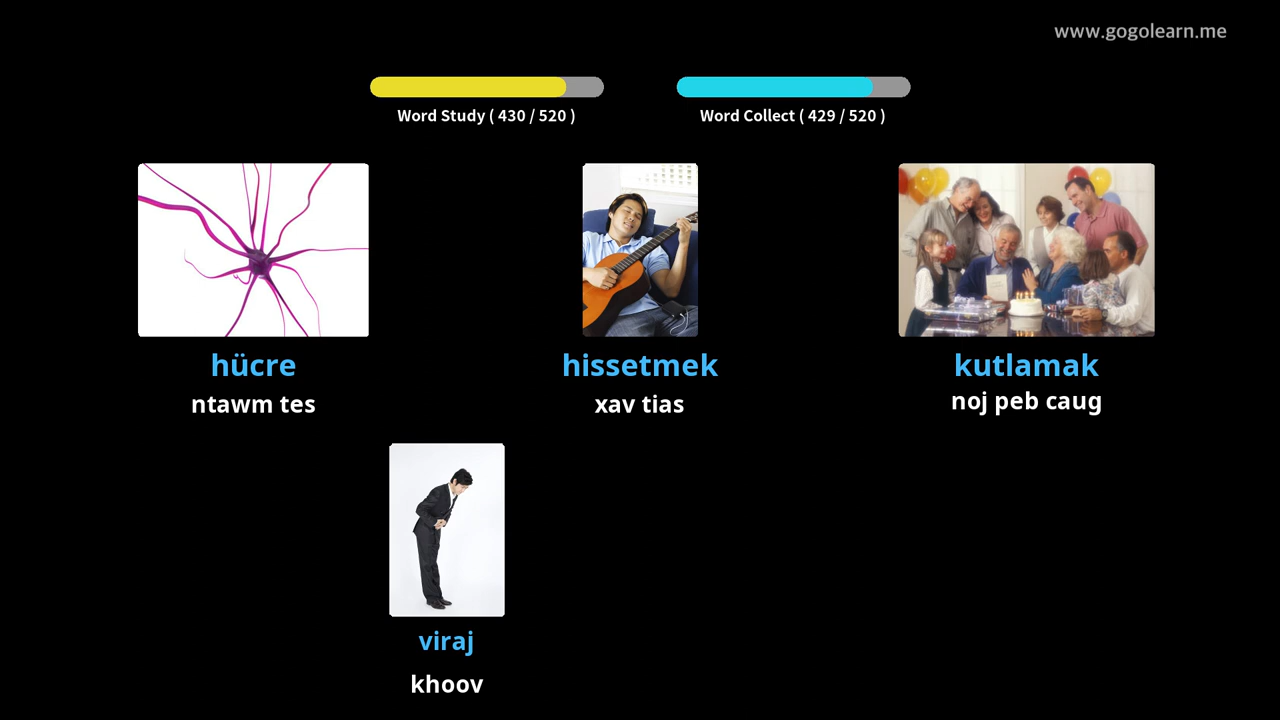 www.gogolearn.me
Word Study ( 430 / 520 )
Word Collect ( 429 / 520 )
hücre
ntawm tes
hissetmek
xav tias
kutlamak
noj peb caug
viraj
khoov